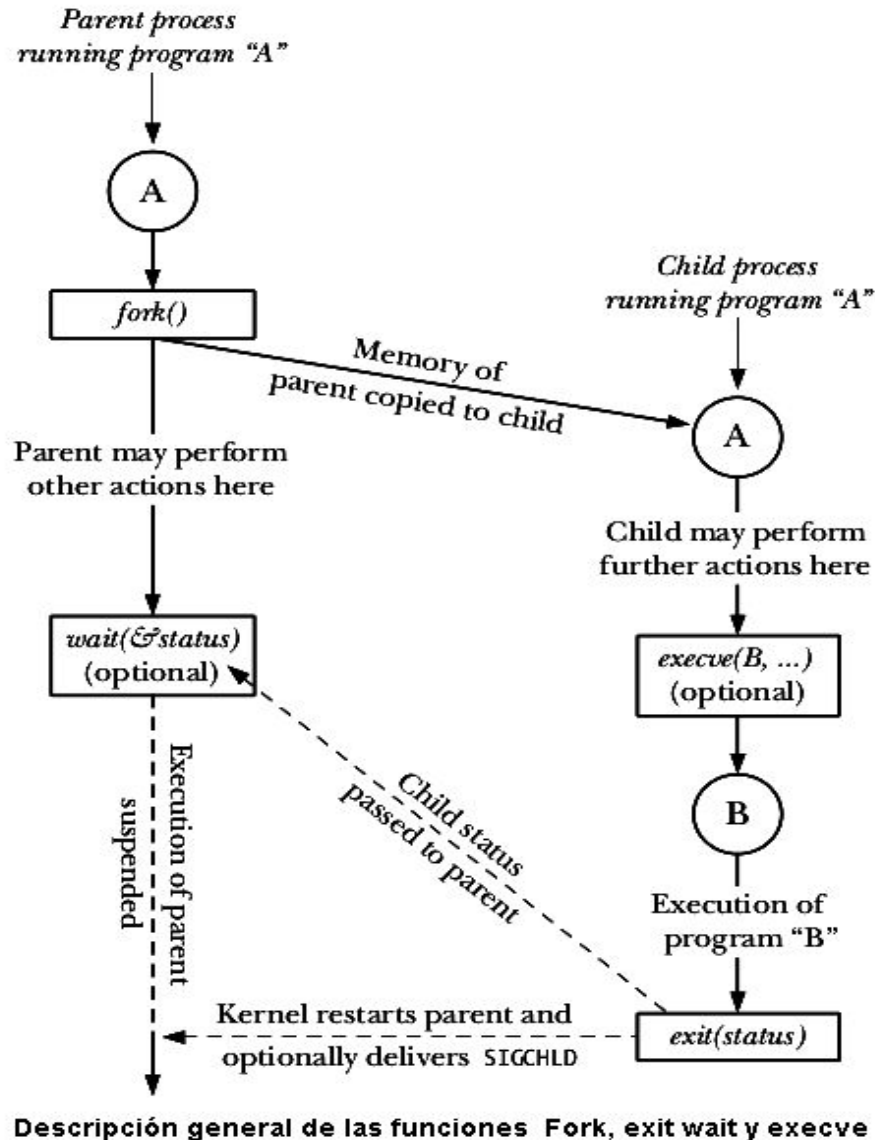 Parent process
running program “A”
A
fork()
Child process
running program “A”
Memory of
parent copied to child
A
Parent may perform
other actions here
Child may perform
further actions here
wait(&status)
(optional)
execve(B, ...)
(optional)
B
Execution of parent
suspended
Child status
passed to parent
Execution of
program “B”
Kernel restarts parent and
optionally delivers SIGCHLD
exit(status)
Descripción general de las funciones Fork, exit wait y execve